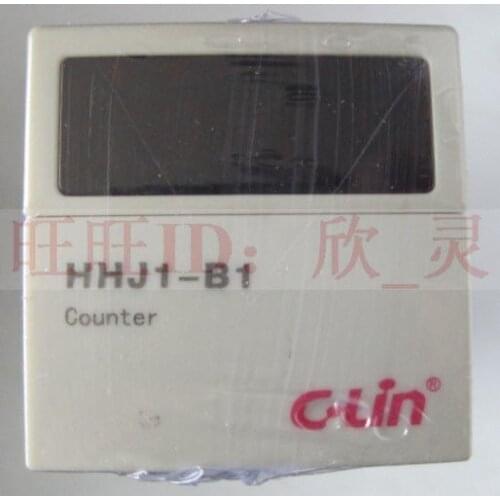 旺旺ID：欣_灵
HHJ1-B1
Counter
C-Lin®